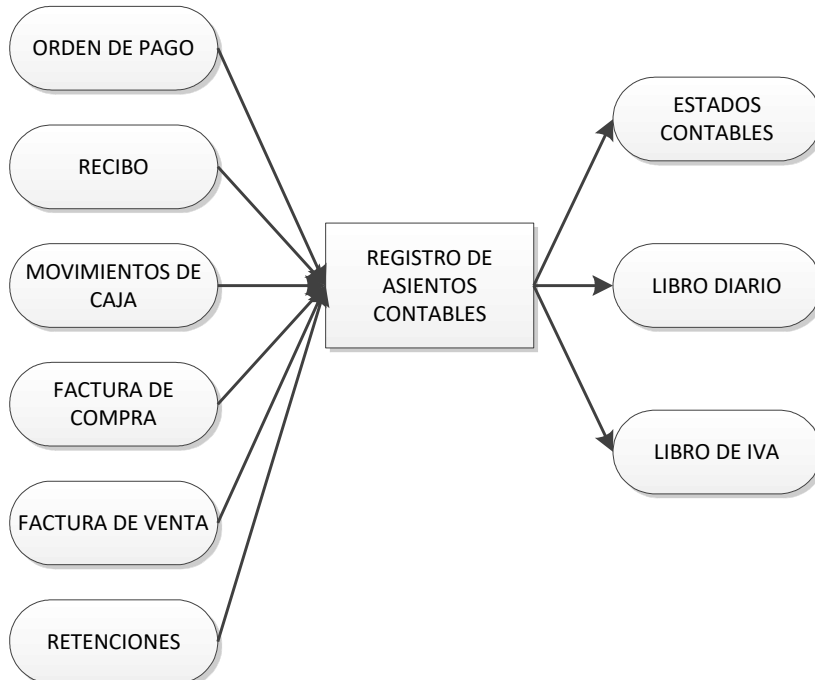 ORDEN DE PAGO
RECIBO
MOVIMIENTOS DE
CAJA
FACTURA DE
COMPRA
FACTURA DE VENTA
RETENCIONES
REGISTRO DE
ASIENTOS
CONTABLES
ESTADOS
CONTABLES
LIBRO DIARIO
LIBRO DE IVA